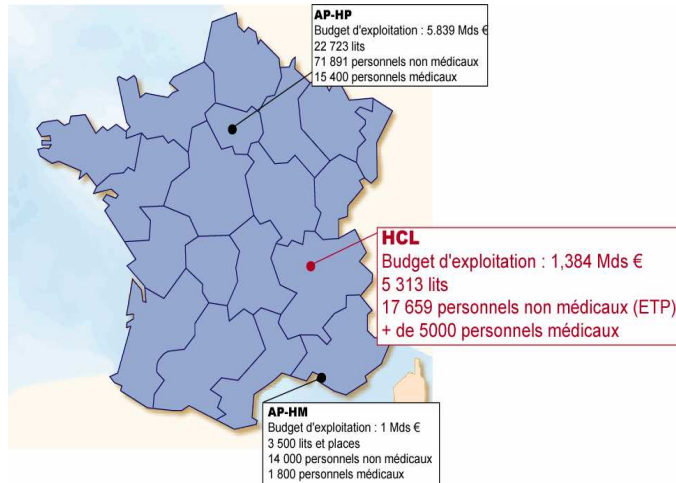 AP-HP
Budget d'exploitation : 5.839 Mds €
22 723 lits
71 891 personnels non médicaux
15 400 personnels médicaux
HCL
Budget d'exploitation : 1,384 Mds €
5 313 lits
17 659 personnels non médicaux (ETP)
+ de 5000 personnels médicaux
AP-HM
Budget d'exploitation : 1 Mds €
3 500 lits et places
14 000 personnels non médicaux
1 800 personnels médicaux